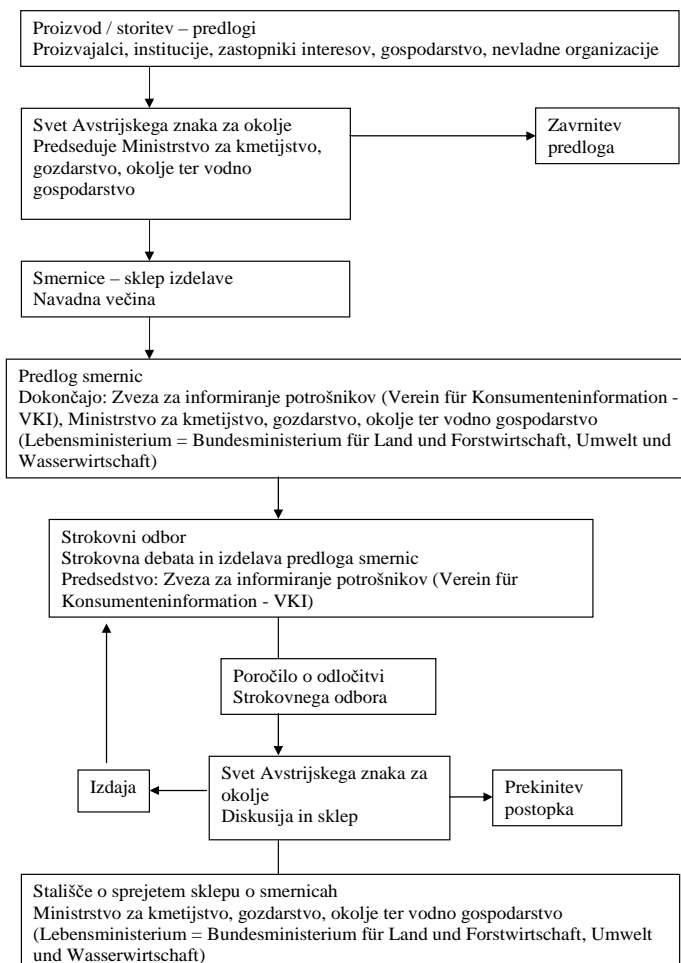 Proizvod / storitev – predlogi
Proizvajalci, institucije, zastopniki interesov, gospodarstvo, nevladne organizacije
Svet Avstrijskega znaka za okolje
Predseduje Ministrstvo za kmetijstvo,
gozdarstvo, okolje ter vodno
gospodarstvo
Zavrnitev
predloga
Smernice – sklep izdelave
Navadna večina
Predlog smernic
Dokončajo: Zveza za informiranje potrošnikov (Verein für Konsumenteninformation -
VKI), Ministrstvo za kmetijstvo, gozdarstvo, okolje ter vodno gospodarstvo
(Lebensministerium = Bundesministerium für Land und Forstwirtschaft, Umwelt und
Wasserwirtschaft)
Strokovni odbor
Strokovna debata in izdelava predloga smernic
Predsedstvo: Zveza za informiranje potrošnikov (Verein für
Konsumenteninformation - VKI)
Poročilo o odločitvi
Strokovnega odbora
Izdaja
Svet Avstrijskega znaka za
okolje
Diskusija in sklep
Prekinitev
postopka
Stališče o sprejetem sklepu o smernicah
Ministrstvo za kmetijstvo, gozdarstvo, okolje ter vodno gospodarstvo
(Lebensministerium = Bundesministerium für Land und Forstwirtschaft, Umwelt
und Wasserwirtschaft)